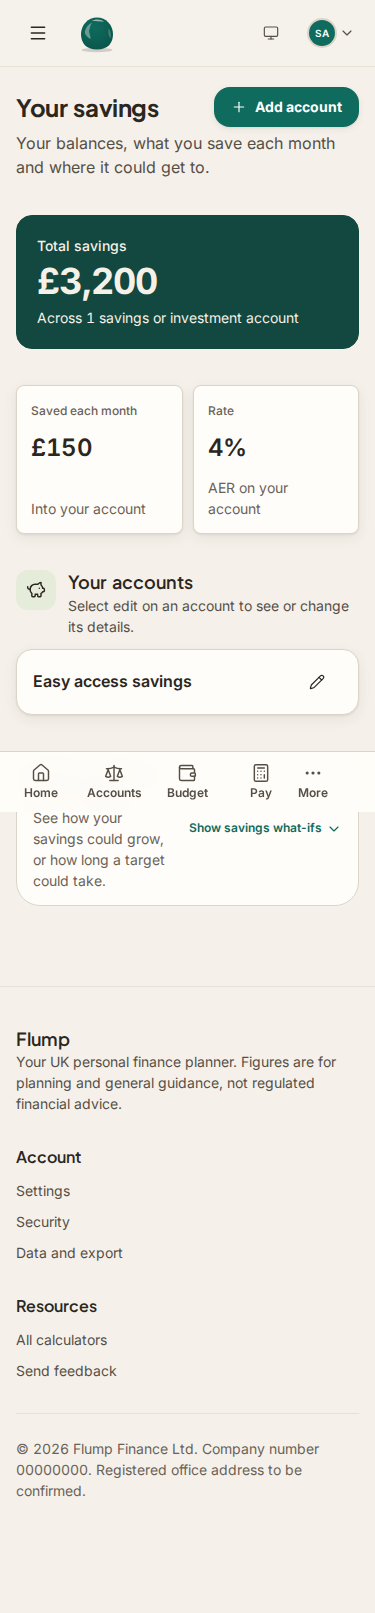 SA
Your savings
Add account
Your balances, what you save each month
and where it could get to.
Total savings
£3,200
Across 1 savings or investment account
Saved each month
£150
Into your account
Rate
4%
AER on your
account
Your accounts
Select edit on an account to see or change
its details.
Easy access savings
Home
Accounts
Budget
Pay
More
See how your
savings could grow,
or how long a target
could take.
Show savings what-ifs
Flump
Your UK personal finance planner. Figures are for
planning and general guidance, not regulated
financial advice.
Account
Settings
Security
Data and export
Resources
All calculators
Send feedback
© 2026 Flump Finance Ltd. Company number
00000000. Registered office address to be
confirmed.